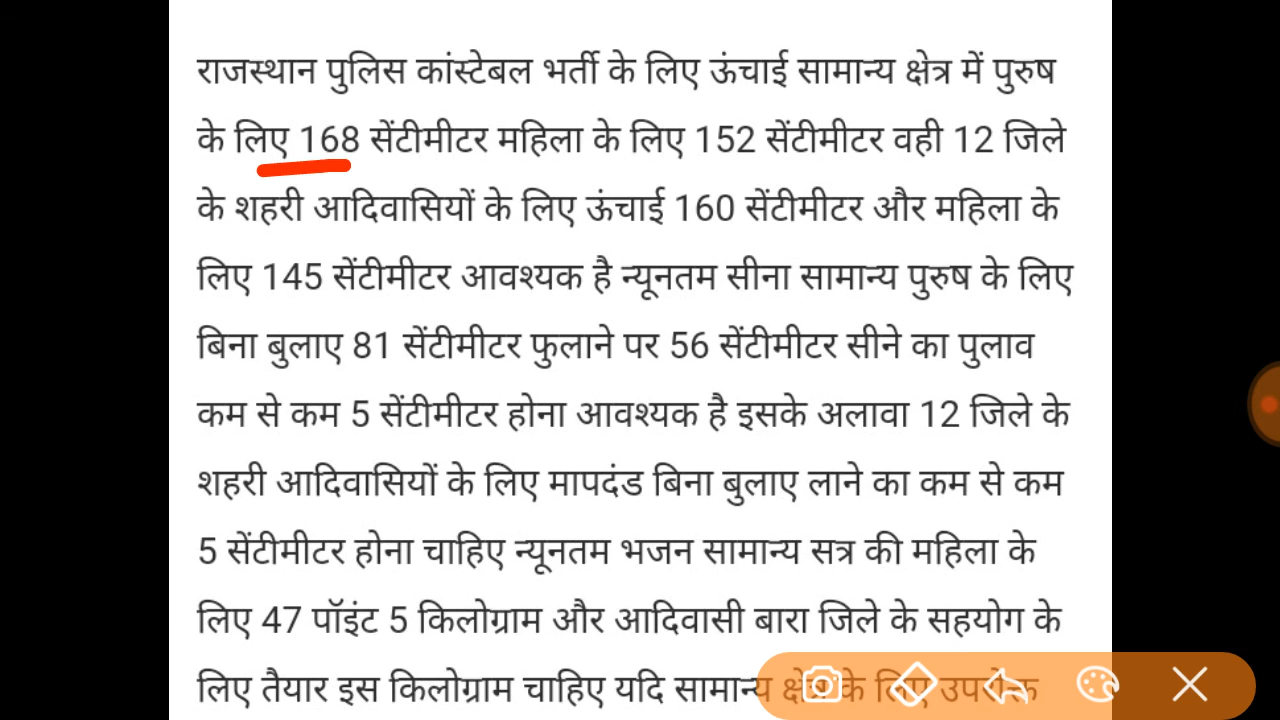 राजस्थान पुलिस कांस्टेबल भर्ती के लिए ऊंचाई सामान्य क्षेत्र में पुरुष
के लिए 168 सेंटीमीटर महिला के लिए 152 सेंटीमीटर वही 12 जिले
के शहरी आदिवासियों के लिए ऊंचाई 160 सेंटीमीटर और महिला के
लिए 145 सेंटीमीटर आवश्यक है न्यूनतम सीना सामान्य पुरुष के लिए
बिना बुलाए 81 सेंटीमीटर फुलाने पर 56 सेंटीमीटर सीने का पुलाव
कम से कम 5 सेंटीमीटर होना आवश्यक है इसके अलावा 12 जिले के
शहरी आदिवासियों के लिए मापदंड बिना बुलाए लाने का कम से कम
5 सेंटीमीटर होना चाहिए न्यूनतम भजन सामान्य सत्र की महिला के
लिए 47 पॉइंट 5 किलोग्राम और आदिवासी बारा जिले के सहयोग के
लिए तैयार इस किलोग्राम चाहिए यदि सामान्य क्षेत्र के लिए उपरोक्त